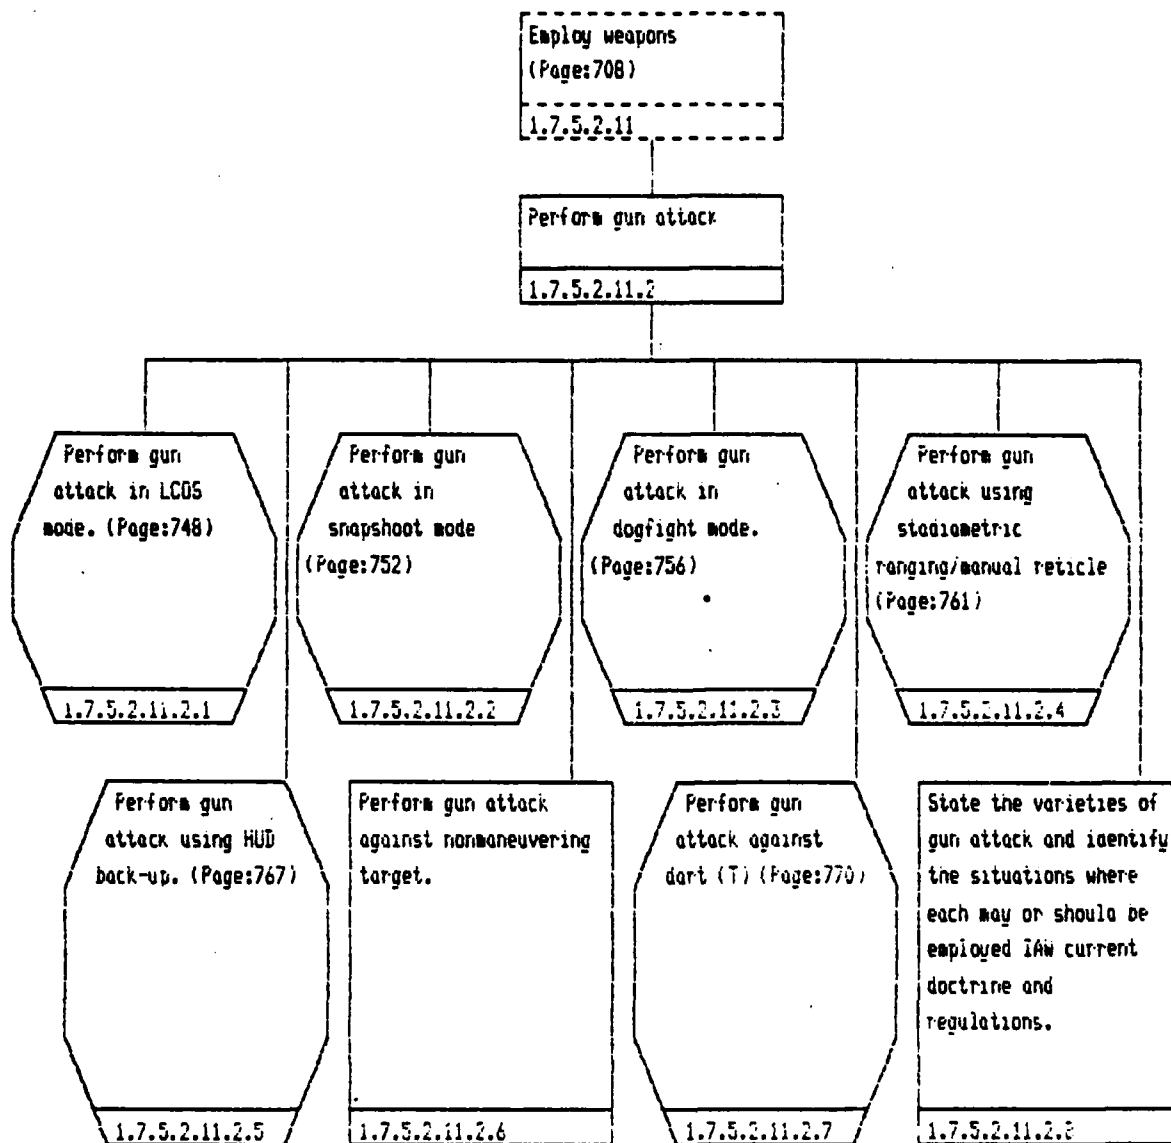 Employ weapons
(Page:708)
1.7.5.2.11
Perform gun attack
1.7.5.2.11.2
Perform gun
attack in LCOS
mode. (Page:748)
1.7.5.2.11.2.1
Perform gun
attack in
snapshoot mode
(Page:752)
1.7.5.2.11.2.2
Perform gun
attack in
dogfight mode.
(Page:756)
1.7.5.2.11.2.3
Perform gun
attack using
stadiametric
ranging/manual reticle
(Page:761)
1.7.5.2.11.2.4
Perform gun
attack using HUD
back-up. (Page:767)
1.7.5.2.11.2.5
Perform gun attack
against nonmaneuvering
target.
1.7.5.2.11.2.6
Perform gun
attack against
dart (T) (Page:770)
1.7.5.2.11.2.7
State the varieties of
gun attack and identify
the situations where
each may or should be
employed IAW current
doctrine and
regulations.
1.7.5.2.11.2.8